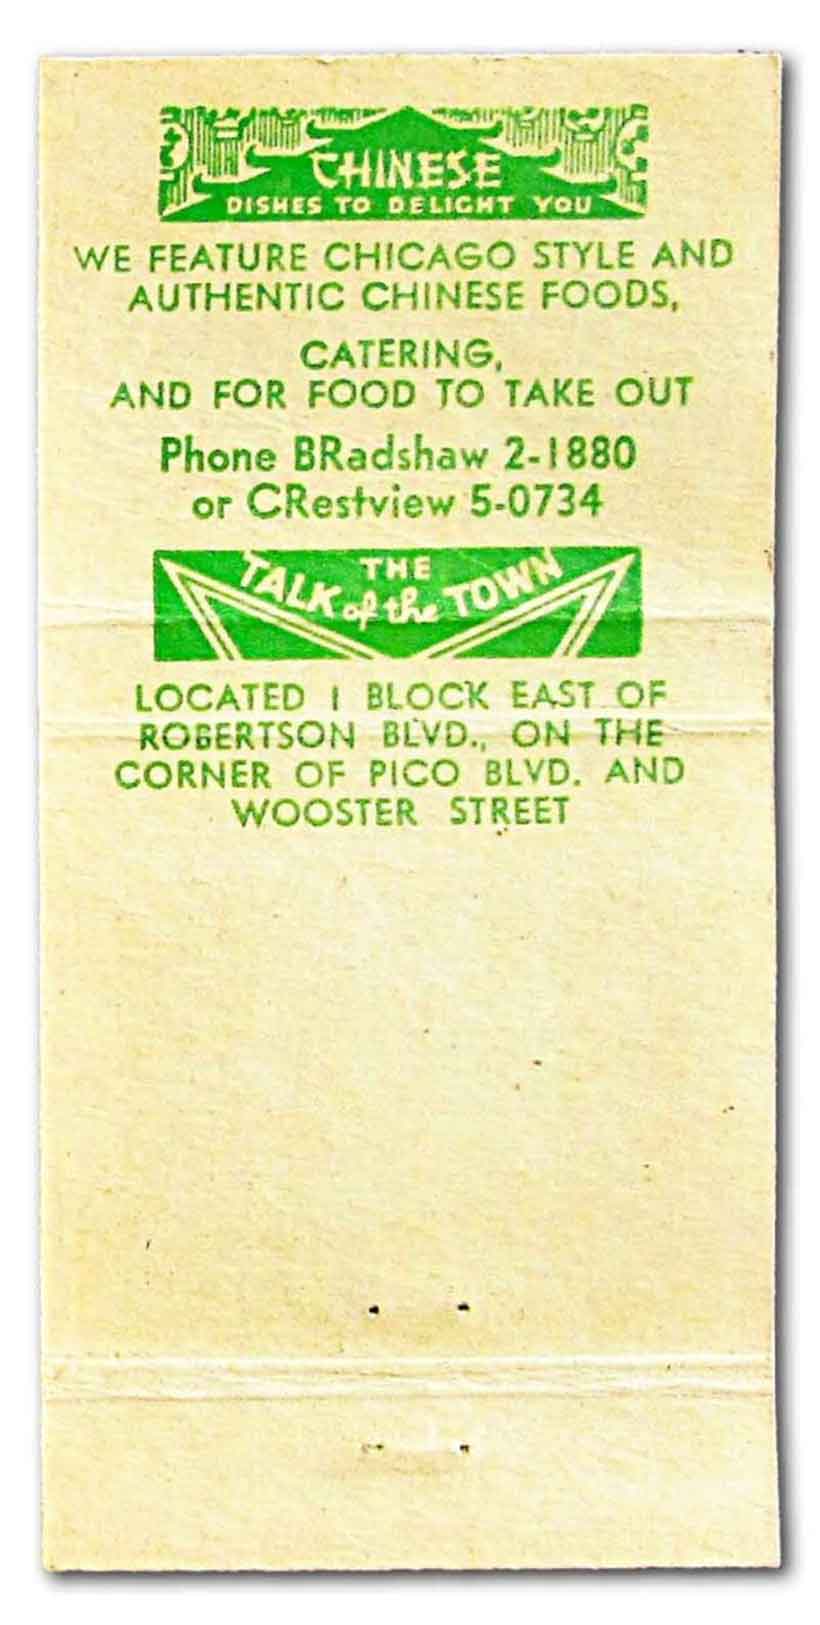 CHINESE
DISHES TO DELIGHT YOU
WE FEATURE CHICAGO STYLE AND
AUTHENTIC CHINESE FOODS,
CATERING,
AND FOR FOOD TO TAKE OUT
Phone BRadshaw 2-1880
or CRestview 5-0734
THE
TALK of the TOWN
LOCATED 1 BLOCK EAST OF
ROBERTSON BLVD., ON THE
CORNER OF PICO BLVD. AND
WOOSTER STREET